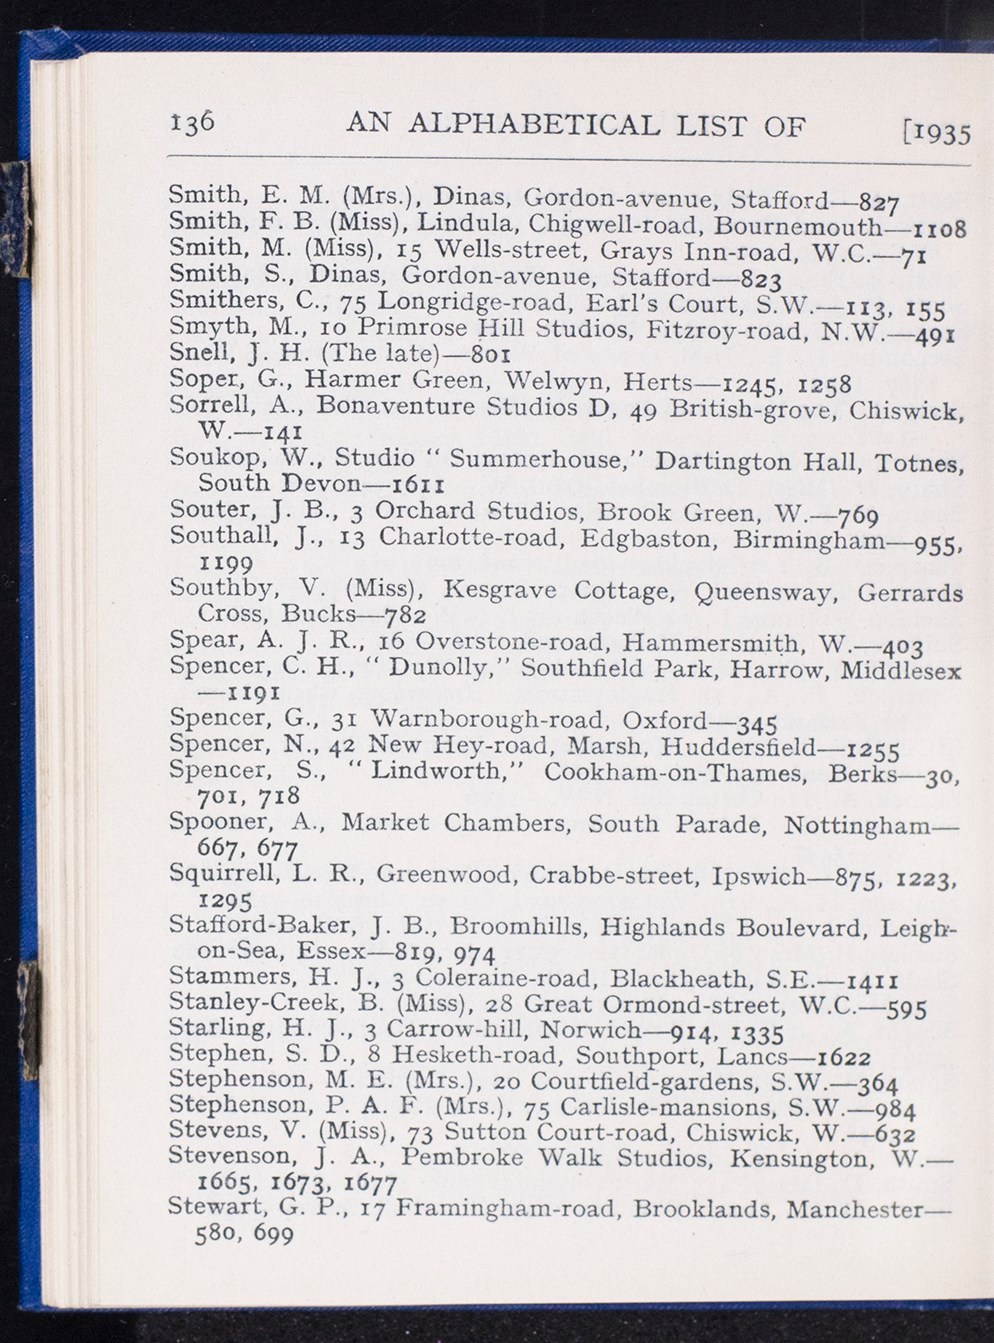 136 AN ALPHABETICAL LIST OF [1935
Smith, E. M. (Mrs.), Dinas, Gordon-avenue, Stafford—827
Smith, F. B. (Miss), Lindula, Chigwell-road, Bournemouth—1108
Smith, M. (Miss), 15 Wells-street, Grays Inn-road, W.C.—71
Smith, S., Dinas, Gordon-avenue, Stafford—823
Smithers, C., 75 Longridge-road, Earl's Court, S.W.—113, 155
Smyth, M., 10 Primrose Hill Studios, Fitzroy-road, N.W.—491
Snell, J. H. (The late)—801
Soper, G., Harmer Green, Welwyn, Herts—1245, 1258
Sorrell, A., Bonaventure Studios D, 49 British-grove, Chiswick,
W.—141
Soukop, W., Studio “ Summerhouse,” Dartington Hall, Totnes,
South Devon—1611
Souter, J. B., 3 Orchard Studios, Brook Green, W.—769
Southall, J., 13 Charlotte-road, Edgbaston, Birmingham—955,
1199
Southby, V. (Miss), Kesgrave Cottage, Queensway, Gerrards
Cross, Bucks—782
Spear, A. J. R., 16 Overstone-road, Hammersmith, W.—403
Spencer, C. H., “ Dunolly,” Southfield Park, Harrow, Middlesex
—1191
Spencer, G., 31 Warnborough-road, Oxford—345
Spencer, N., 42 New Hey-road, Marsh, Huddersfield—1255
Spencer, S., “ Lindworth,” Cookham-on-Thames, Berks—30,
701, 718
Spooner, A., Market Chambers, South Parade, Nottingham—
667, 677
Squirrell, L. R., Greenwood, Crabbe-street, Ipswich—875, 1223,
1295
Stafford-Baker, J. B., Broomhills, Highlands Boulevard, Leigh-
on-Sea, Essex—819, 974
Stammers, H. J., 3 Coleraine-road, Blackheath, S.E.—1411
Stanley-Creek, B. (Miss), 28 Great Ormond-street, W.C.—595
Starling, H. J., 3 Carrow-hill, Norwich—914, 1335
Stephen, S. D., 8 Hesketh-road, Southport, Lancs—1622
Stephenson, M. E. (Mrs.), 20 Courtfield-gardens, S.W.—364
Stephenson, P. A. F. (Mrs.), 75 Carlisle-mansions, S.W.—984
Stevens, V. (Miss), 73 Sutton Court-road, Chiswick, W.—632
Stevenson, J. A., Pembroke Walk Studios, Kensington, W.—
1665, 1673, 1677
Stewart, G. P., 17 Framingham-road, Brooklands, Manchester—
580, 699